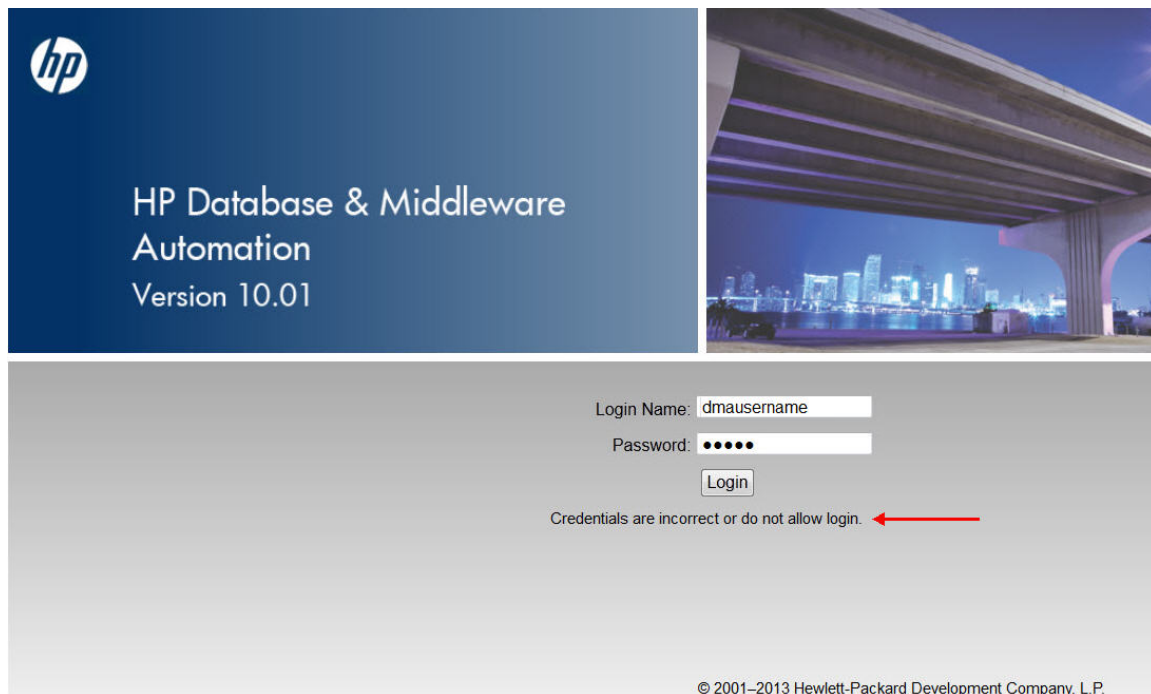 hp
HP Database & Middleware
Automation
Version 10.01
Login Name: dmausername
Password: •••••
Login
Credentials are incorrect or do not allow login.
© 2001–2013 Hewlett-Packard Development Company, L.P.